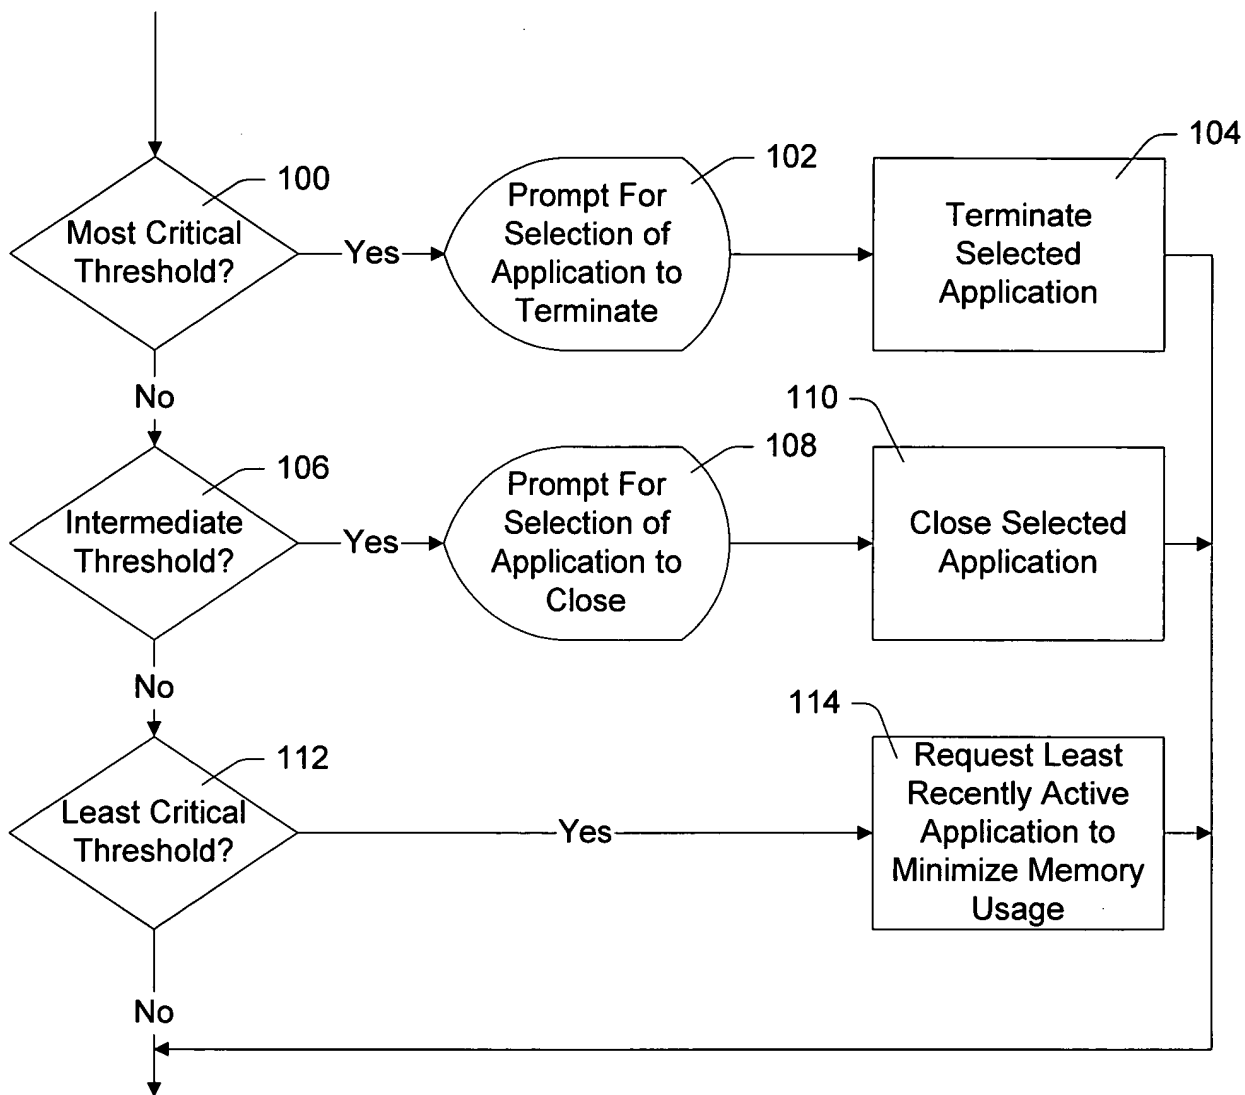 100
Most Critical
Threshold?
Yes
102
Prompt For
Selection of
Application to
Terminate
104
Terminate
Selected
Application
No
106
Intermediate
Threshold?
Yes
108
Prompt For
Selection of
Application to
Close
110
Close Selected
Application
No
112
Least Critical
Threshold?
Yes
114
Request Least
Recently Active
Application to
Minimize Memory
Usage
No